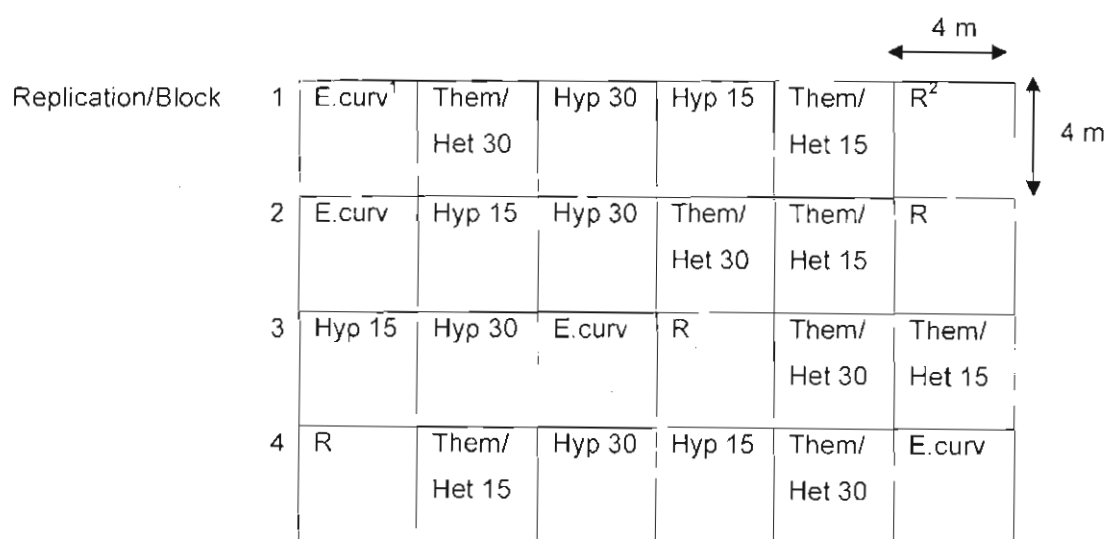 4 m
Replication/Block 1 E.curv¹ Them/ Hyp 30 Hyp 15 Them/ R²
Het 30 Het 15
4 m
2 E.curv Hyp 15 Hyp 30 Them/ Them/ R
Het 30 Het 15
3 Hyp 15 Hyp 30 E.curv R Them/ Them/
Het 30 Het 15
4 R Them/ Hyp 30 Hyp 15 Them/ E.curv
Het 15 Het 30